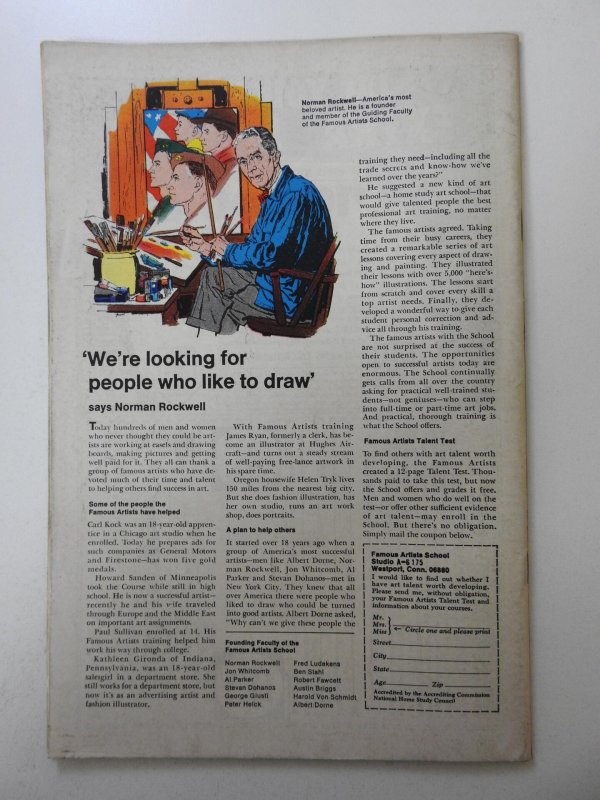 Norman Rockwell—America's most
beloved artist. He is a founder
and member of the Guiding Faculty
of the Famous Artists School.
'We're looking for
people who like to draw'
says Norman Rockwell
Today hundreds of men and women
who never thought they could be art-
ists are working at easels and drawing
boards, making pictures and getting
well paid for it. They all can thank a
group of famous artists who have de-
voted much of their time and talent
to helping others find success in art.
Some of the people the
Famous Artists have helped
Carl Kock was an 18-year-old appren-
tice in a Chicago art studio when he
enrolled. Today he prepares ads for
such companies as General Motors
and Firestone—has won five gold
medals.
Howard Sanden of Minneapolis
took the Course while still in high
school. He is now a successful artist—
recently he and his wife traveled
through Europe and the Middle East
on important art assignments.
Paul Sullivan enrolled at 14. His
Famous Artists training helped him
work his way through college.
Kathleen Gironda of Indiana,
Pennsylvania, was an 18-year-old
salesgirl in a department store. She
still works for a department store, but
now it's as an advertising artist and
fashion illustrator.
With Famous Artists training
James Ryan, formerly a clerk, has be-
come an illustrator at Hughes Air-
craft—and turns out a steady stream
of well-paying free-lance artwork in
his spare time.
Oregon housewife Helen Tryk lives
150 miles from the nearest big city.
But she does fashion illustration, has
her own studio, runs an art work
shop, does portraits.
A plan to help others
It started over 18 years ago when a
group of America's most successful
artists—men like Albert Dorne, Nor-
man Rockwell, Jon Whitcomb, Al
Parker and Stevan Dohanos—met in
New York City. They knew that all
over America there were people who
liked to draw who could be turned
into good artists. Albert Dorne asked,
"Why can't we give these people the
Founding Faculty of the
Famous Artists School
Norman Rockwell
Jon Whitcomb
Al Parker
Stevan Dohanos
George Giusti
Peter Helck
Fred Ludekens
Ben Stahl
Robert Fawcett
Austin Briggs
Harold Von Schmidt
Albert Dorne
training they need—including all the
trade secrets and know-how we've
learned over the years?"
He suggested a new kind of art
school—a home study art school—that
would give talented people the best
professional art training, no matter
where they live.
The famous artists agreed. Taking
time from their busy careers, they
created a remarkable series of art
lessons covering every aspect of draw-
ing and painting. They illustrated
their lessons with over 5,000 "here's-
how" illustrations. The lessons start
from scratch and cover every skill a
top artist needs. Finally, they de-
veloped a wonderful way to give each
student personal correction and ad-
vice all through his training.
The famous artists with the School
are not surprised at the success of
their students. The opportunities
open to successful artists today are
enormous. The School continually
gets calls from all over the country
asking for practical well-trained stu-
dents—not geniuses—who can step
into full-time or part-time art jobs.
And practical, thorough training is
what the School offers.
Famous Artists Talent Test
To find others with art talent worth
developing, the Famous Artists
created a 12-page Talent Test. Thou-
sands paid to take this test, but now
the School offers and grades it free.
Men and women who do well on the
test—or offer other sufficient evidence
of art talent—may enroll in the
School. But there's no obligation.
Simply mail the coupon below.
Famous Artists School
Studio A-6175
Westport, Conn. 06880
I would like to find out whether I
have art talent worth developing.
Please send me, without obligation,
your Famous Artists Talent Test and
information about your courses.
Mr.
Mrs.
Miss
← Circle one and please print
Street
City
State
Age Zip
Accredited by the Accrediting Commission
National Home Study Council